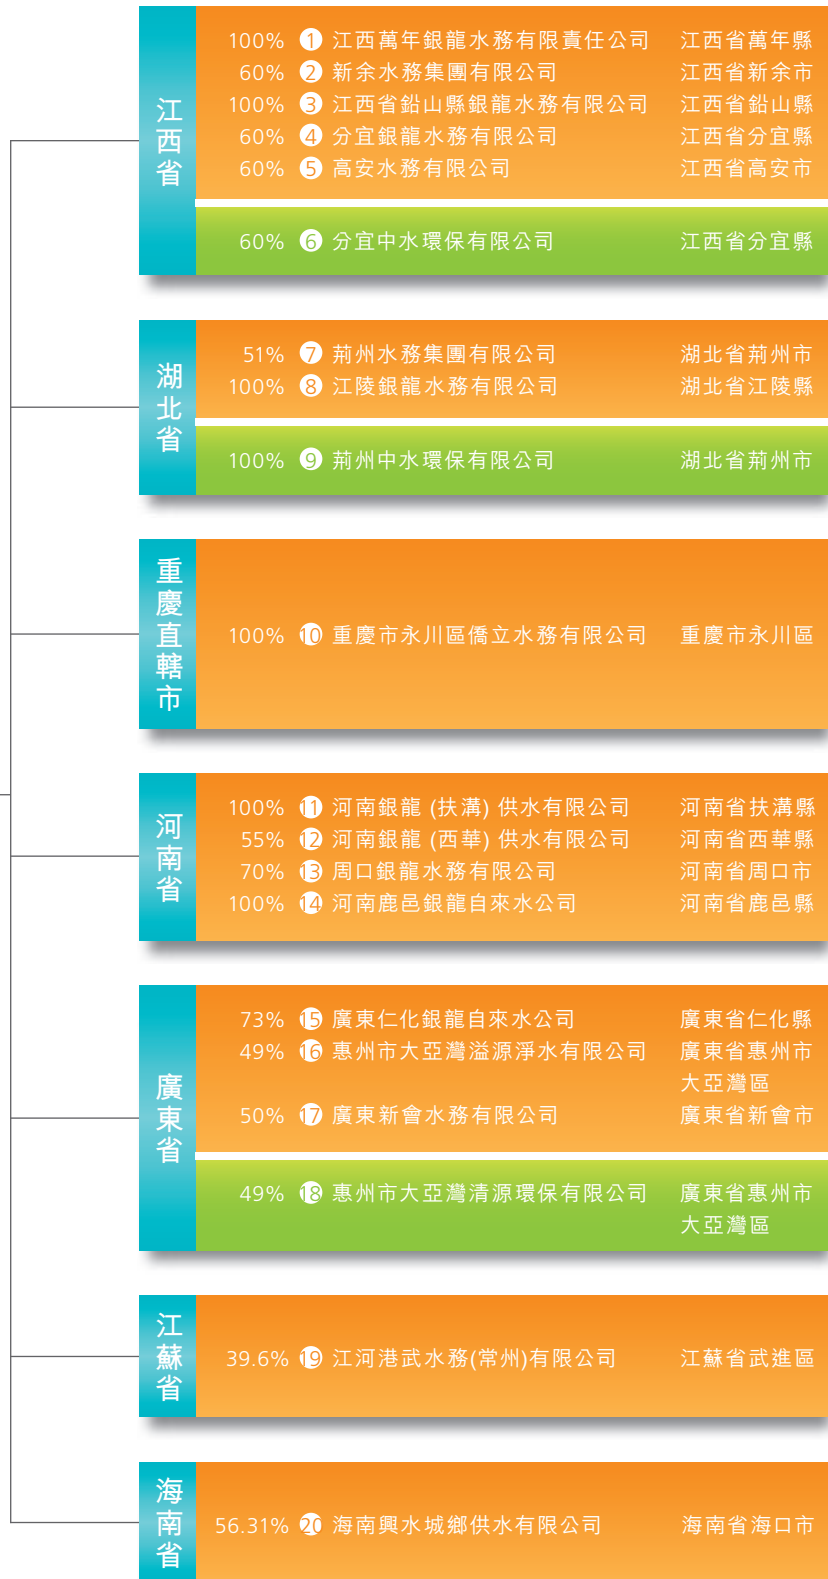 江西省
100% 1 江西萬年銀龍水務有限責任公司 江西省萬年縣
60% 2 新余水務集團有限公司 江西省新余市
100% 3 江西省鉛山縣銀龍水務有限公司 江西省鉛山縣
60% 4 分宜銀龍水務有限公司 江西省分宜縣
60% 5 高安水務有限公司 江西省高安市
60% 6 分宜中水環保有限公司 江西省分宜縣
湖北省
51% 7 荊州水務集團有限公司 湖北省荊州市
100% 8 江陵銀龍水務有限公司 湖北省江陵縣
100% 9 荊州中水環保有限公司 湖北省荊州市
重慶直轄市
100% 10 重慶市永川區僑立水務有限公司 重慶市永川區
河南省
100% 11 河南銀龍 (扶溝) 供水有限公司 河南省扶溝縣
55% 12 河南銀龍 (西華) 供水有限公司 河南省西華縣
70% 13 周口銀龍水務有限公司 河南省周口市
100% 14 河南鹿邑銀龍自來水公司 河南省鹿邑縣
廣東省
73% 15 廣東仁化銀龍自來水公司 廣東省仁化縣
49% 16 惠州市大亞灣溢源淨水有限公司 廣東省惠州市
大亞灣區
50% 17 廣東新會水務有限公司 廣東省新會市
49% 18 惠州市大亞灣清源環保有限公司 廣東省惠州市
大亞灣區
江蘇省
39.6% 19 江河港武水務(常州)有限公司 江蘇省武進區
海南省
56.31% 20 海南興水城鄉供水有限公司 海南省海口市